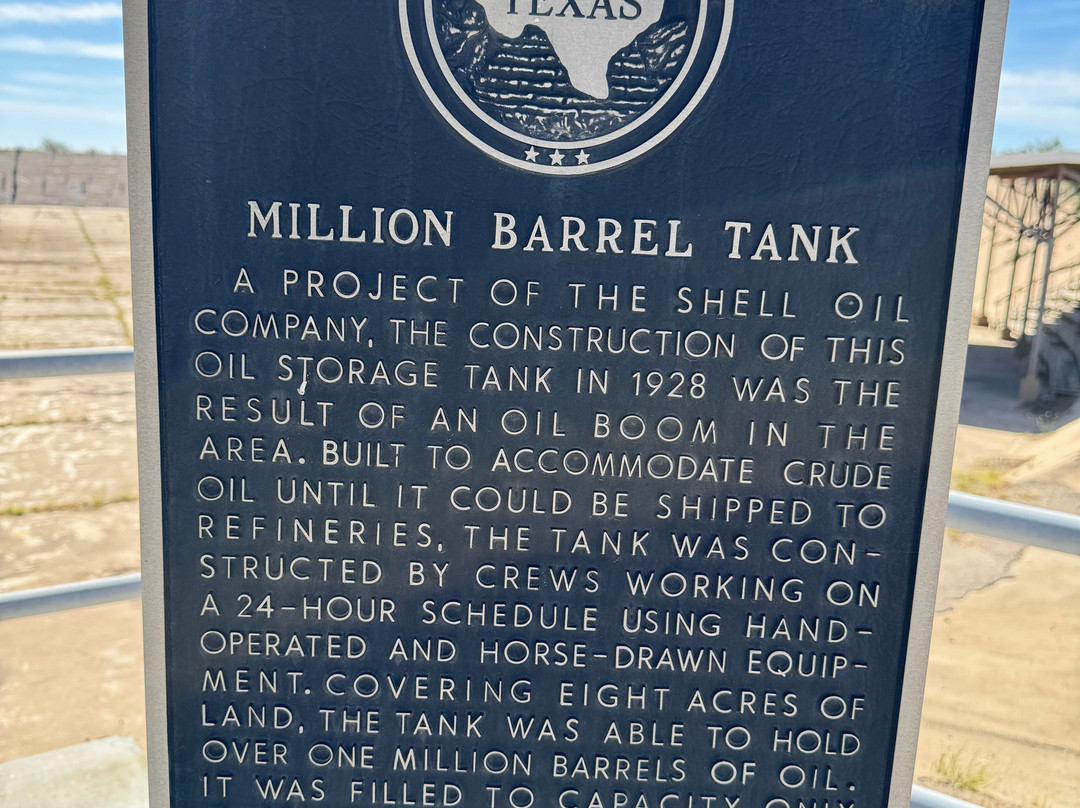 TEXAS
MILLION BARREL TANK
A PROJECT OF THE SHELL OIL
COMPANY, THE CONSTRUCTION OF THIS
OIL STORAGE TANK IN 1928 WAS THE
RESULT OF AN OIL BOOM IN THE
AREA. BUILT TO ACCOMMODATE CRUDE
OIL UNTIL IT COULD BE SHIPPED TO
REFINERIES, THE TANK WAS CON-
STRUCTED BY CREWS WORKING ON
A 24-HOUR SCHEDULE USING HAND-
OPERATED AND HORSE-DRAWN EQUIP-
MENT. COVERING EIGHT ACRES OF
LAND, THE TANK WAS ABLE TO HOLD
OVER ONE MILLION BARRELS OF OIL.
IT WAS FILLED TO CAPACITY ONLY